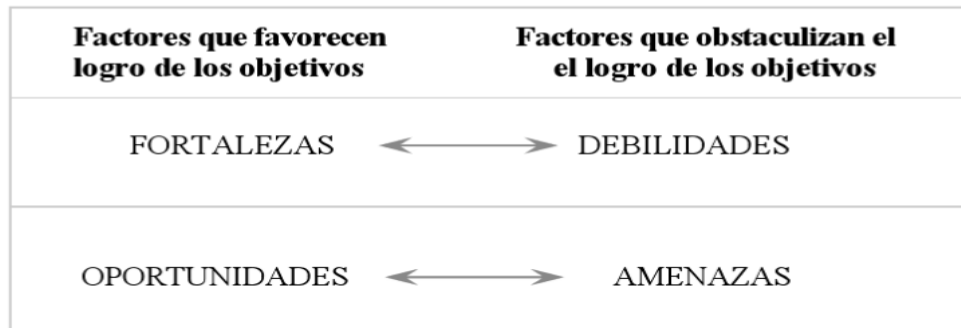 Factores que favorecen
logro de los objetivos
Factores que obstaculizan el
el logro de los objetivos
FORTALEZAS
DEBILIDADES
OPORTUNIDADES
AMENAZAS